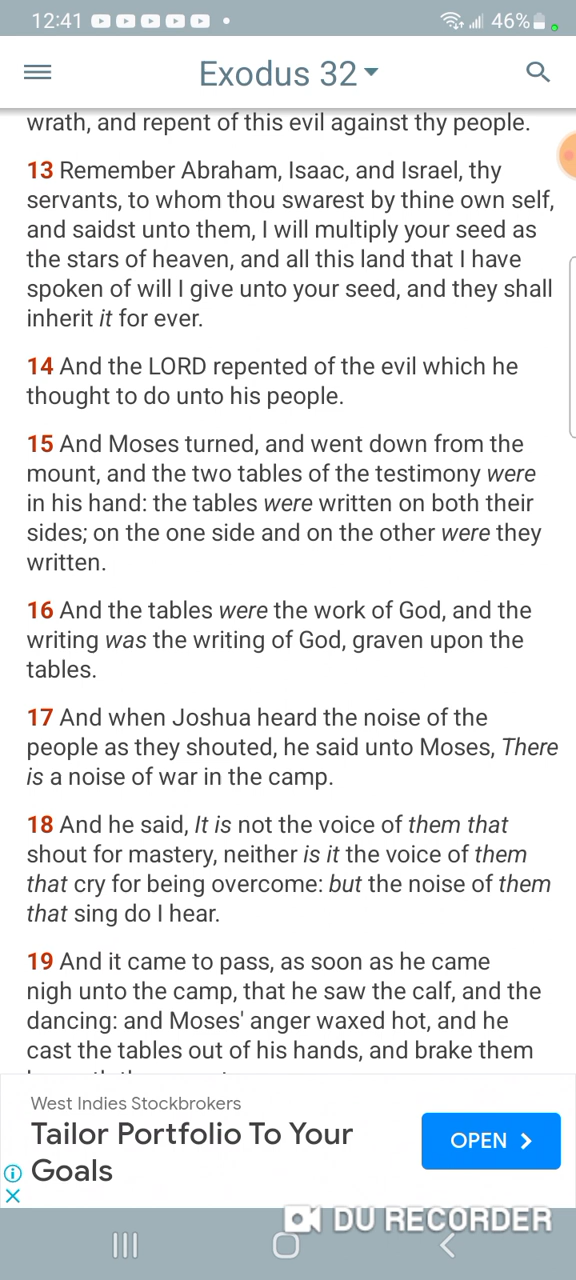 12:41
46%
Exodus 32
wrath, and repent of this evil against thy people.
13 Remember Abraham, Isaac, and Israel, thy
servants, to whom thou swarest by thine own self,
and saidst unto them, I will multiply your seed as
the stars of heaven, and all this land that I have
spoken of will I give unto your seed, and they shall
inherit it for ever.
14 And the LORD repented of the evil which he
thought to do unto his people.
15 And Moses turned, and went down from the
mount, and the two tables of the testimony were
in his hand: the tables were written on both their
sides; on the one side and on the other were they
written.
16 And the tables were the work of God, and the
writing was the writing of God, graven upon the
tables.
17 And when Joshua heard the noise of the
people as they shouted, he said unto Moses, There
is a noise of war in the camp.
18 And he said, It is not the voice of them that
shout for mastery, neither is it the voice of them
that cry for being overcome: but the noise of them
that sing do I hear.
19 And it came to pass, as soon as he came
nigh unto the camp, that he saw the calf, and the
dancing: and Moses' anger waxed hot, and he
cast the tables out of his hands, and brake them
West Indies Stockbrokers
Tailor Portfolio To Your
Goals
OPEN
DU RECORDER